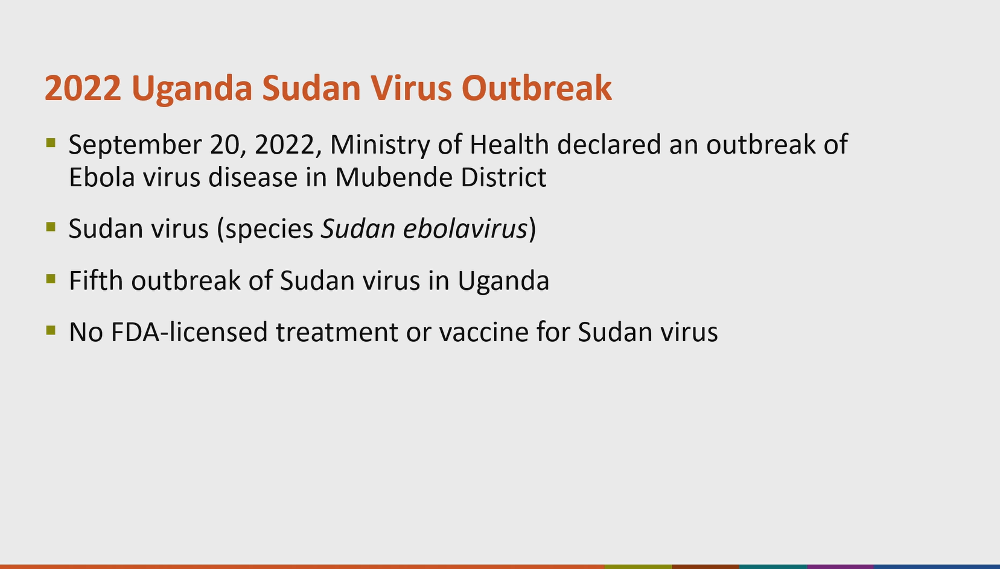 2022 Uganda Sudan Virus Outbreak
September 20, 2022, Ministry of Health declared an outbreak of
Ebola virus disease in Mubende District
Sudan virus (species Sudan ebolavirus)
Fifth outbreak of Sudan virus in Uganda
No FDA-licensed treatment or vaccine for Sudan virus